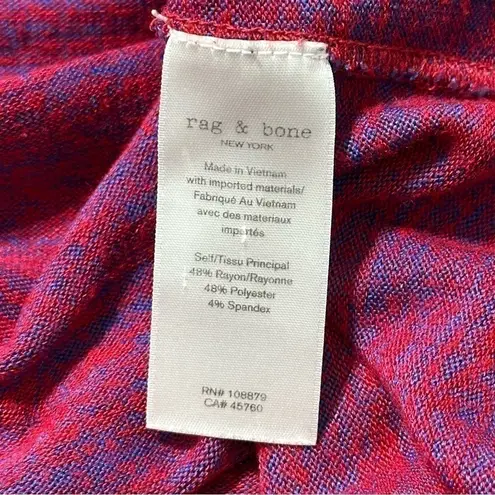 rag & bone
NEW YORK
Made in Vietnam
with imported materials/
Fabriqué Au Vietnam
avec des materiaux
importés
Self/Tissu Principal
48% Rayon/Rayonne
48% Polyester
4% Spandex
RN# 108879
CA# 45760